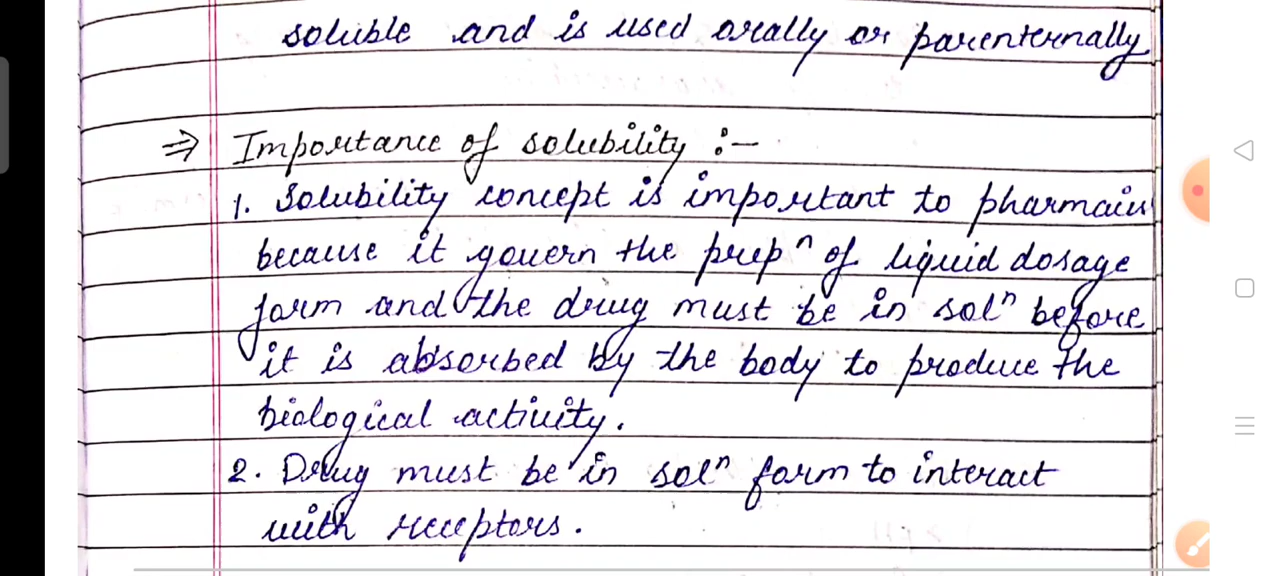 soluble and is used orally or parenternally
⇒ Importance of solubility :-
1. Solubility concept is important to pharmacis
because it govern the prepⁿ of liquid dosage
form and the drug must be in solⁿ before
it is absorbed by the body to produce the
biological activity.
2. Drug must be in solⁿ form to interact
with receptors.